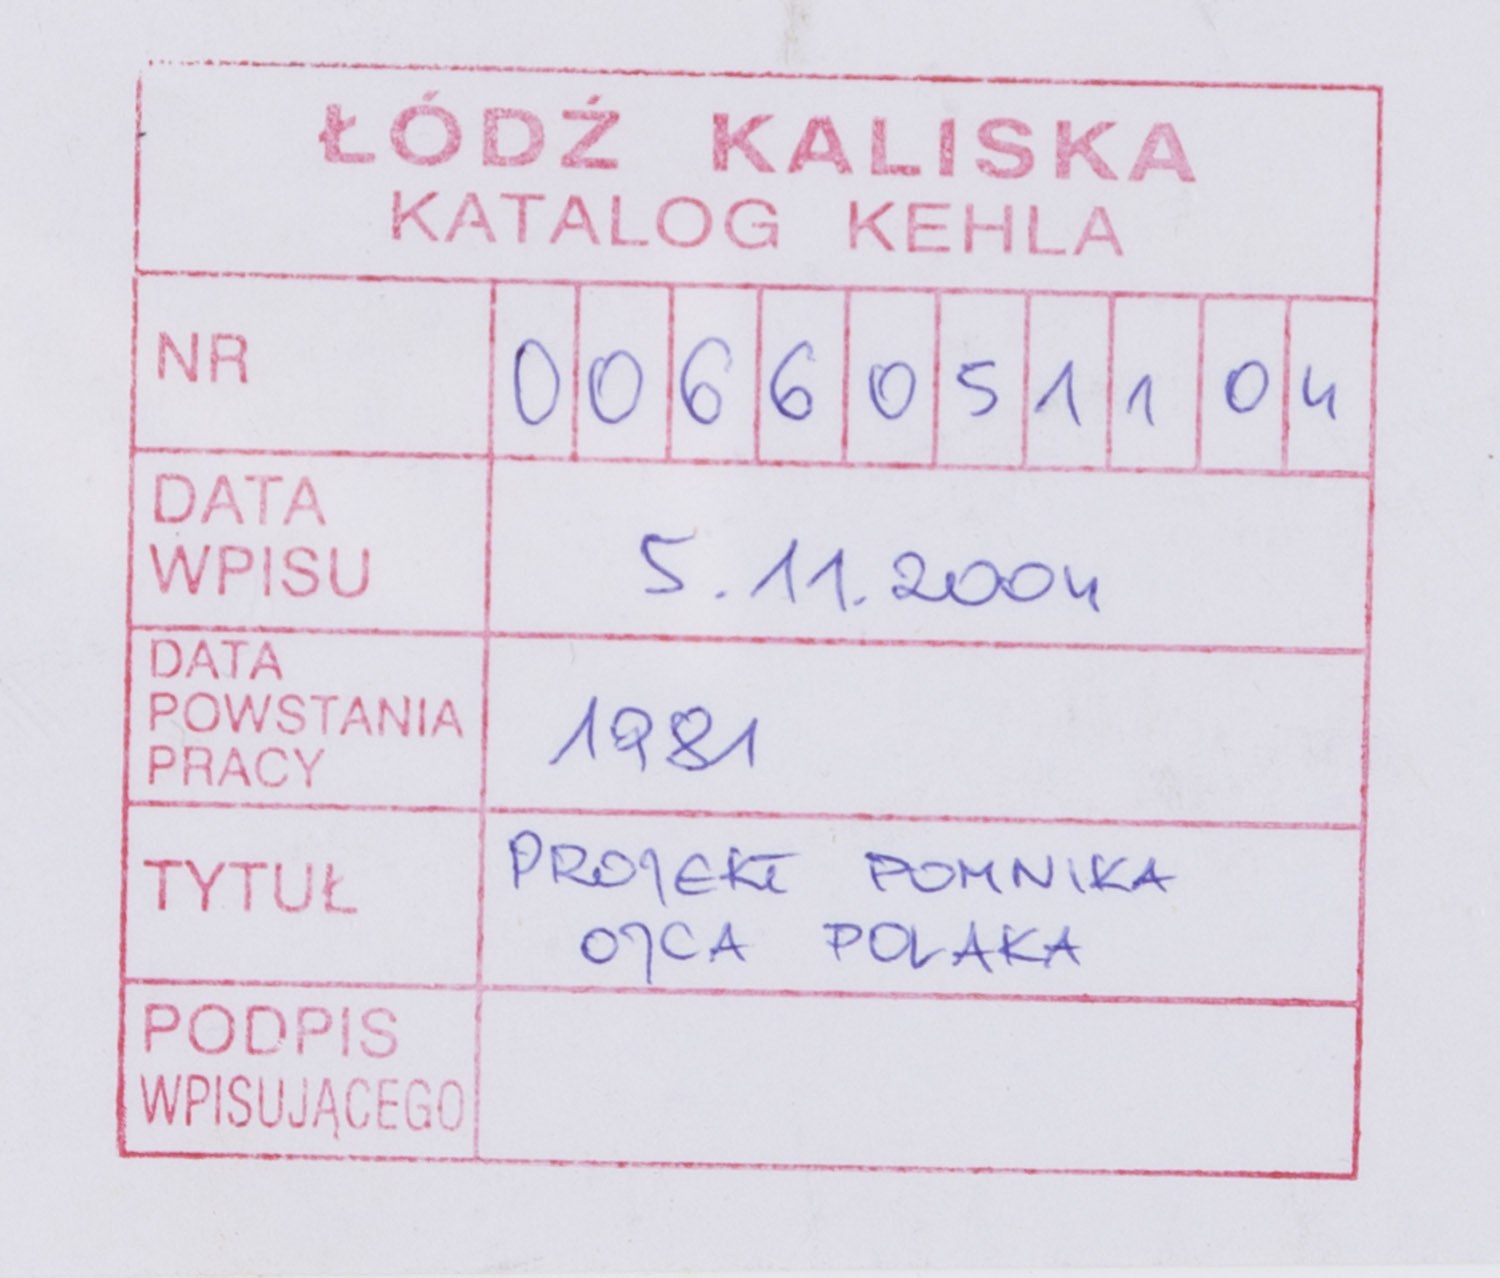 ŁÓDŹ KALISKA
KATALOG KEHLA
NR 0066051104
DATA
WPISU 5.11.2004
DATA
POWSTANIA
PRACY 1981
TYTUŁ PROJEKT POMNIKA
OJCA POLAKA
PODPIS
WPISUJĄCEGO